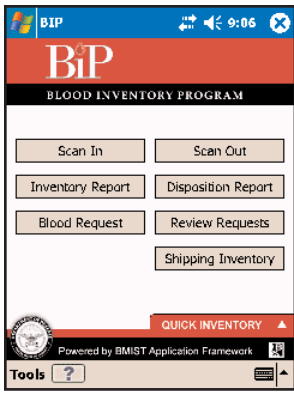 BIP 9:06
BiP
BLOOD INVENTORY PROGRAM
Scan In Scan Out
Inventory Report Disposition Report
Blood Request Review Requests
Shipping Inventory
QUICK INVENTORY
Powered by BMIST Application Framework
Tools ?